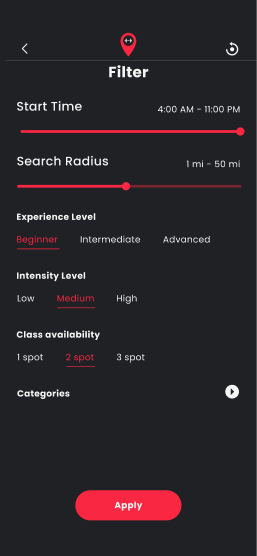 Filter
Start Time 4:00 AM - 11:00 PM
Search Radius 1 mi - 50 mi
Experience Level
Beginner Intermediate Advanced
Intensity Level
Low Medium High
Class availability
1 spot 2 spot 3 spot
Categories
Apply